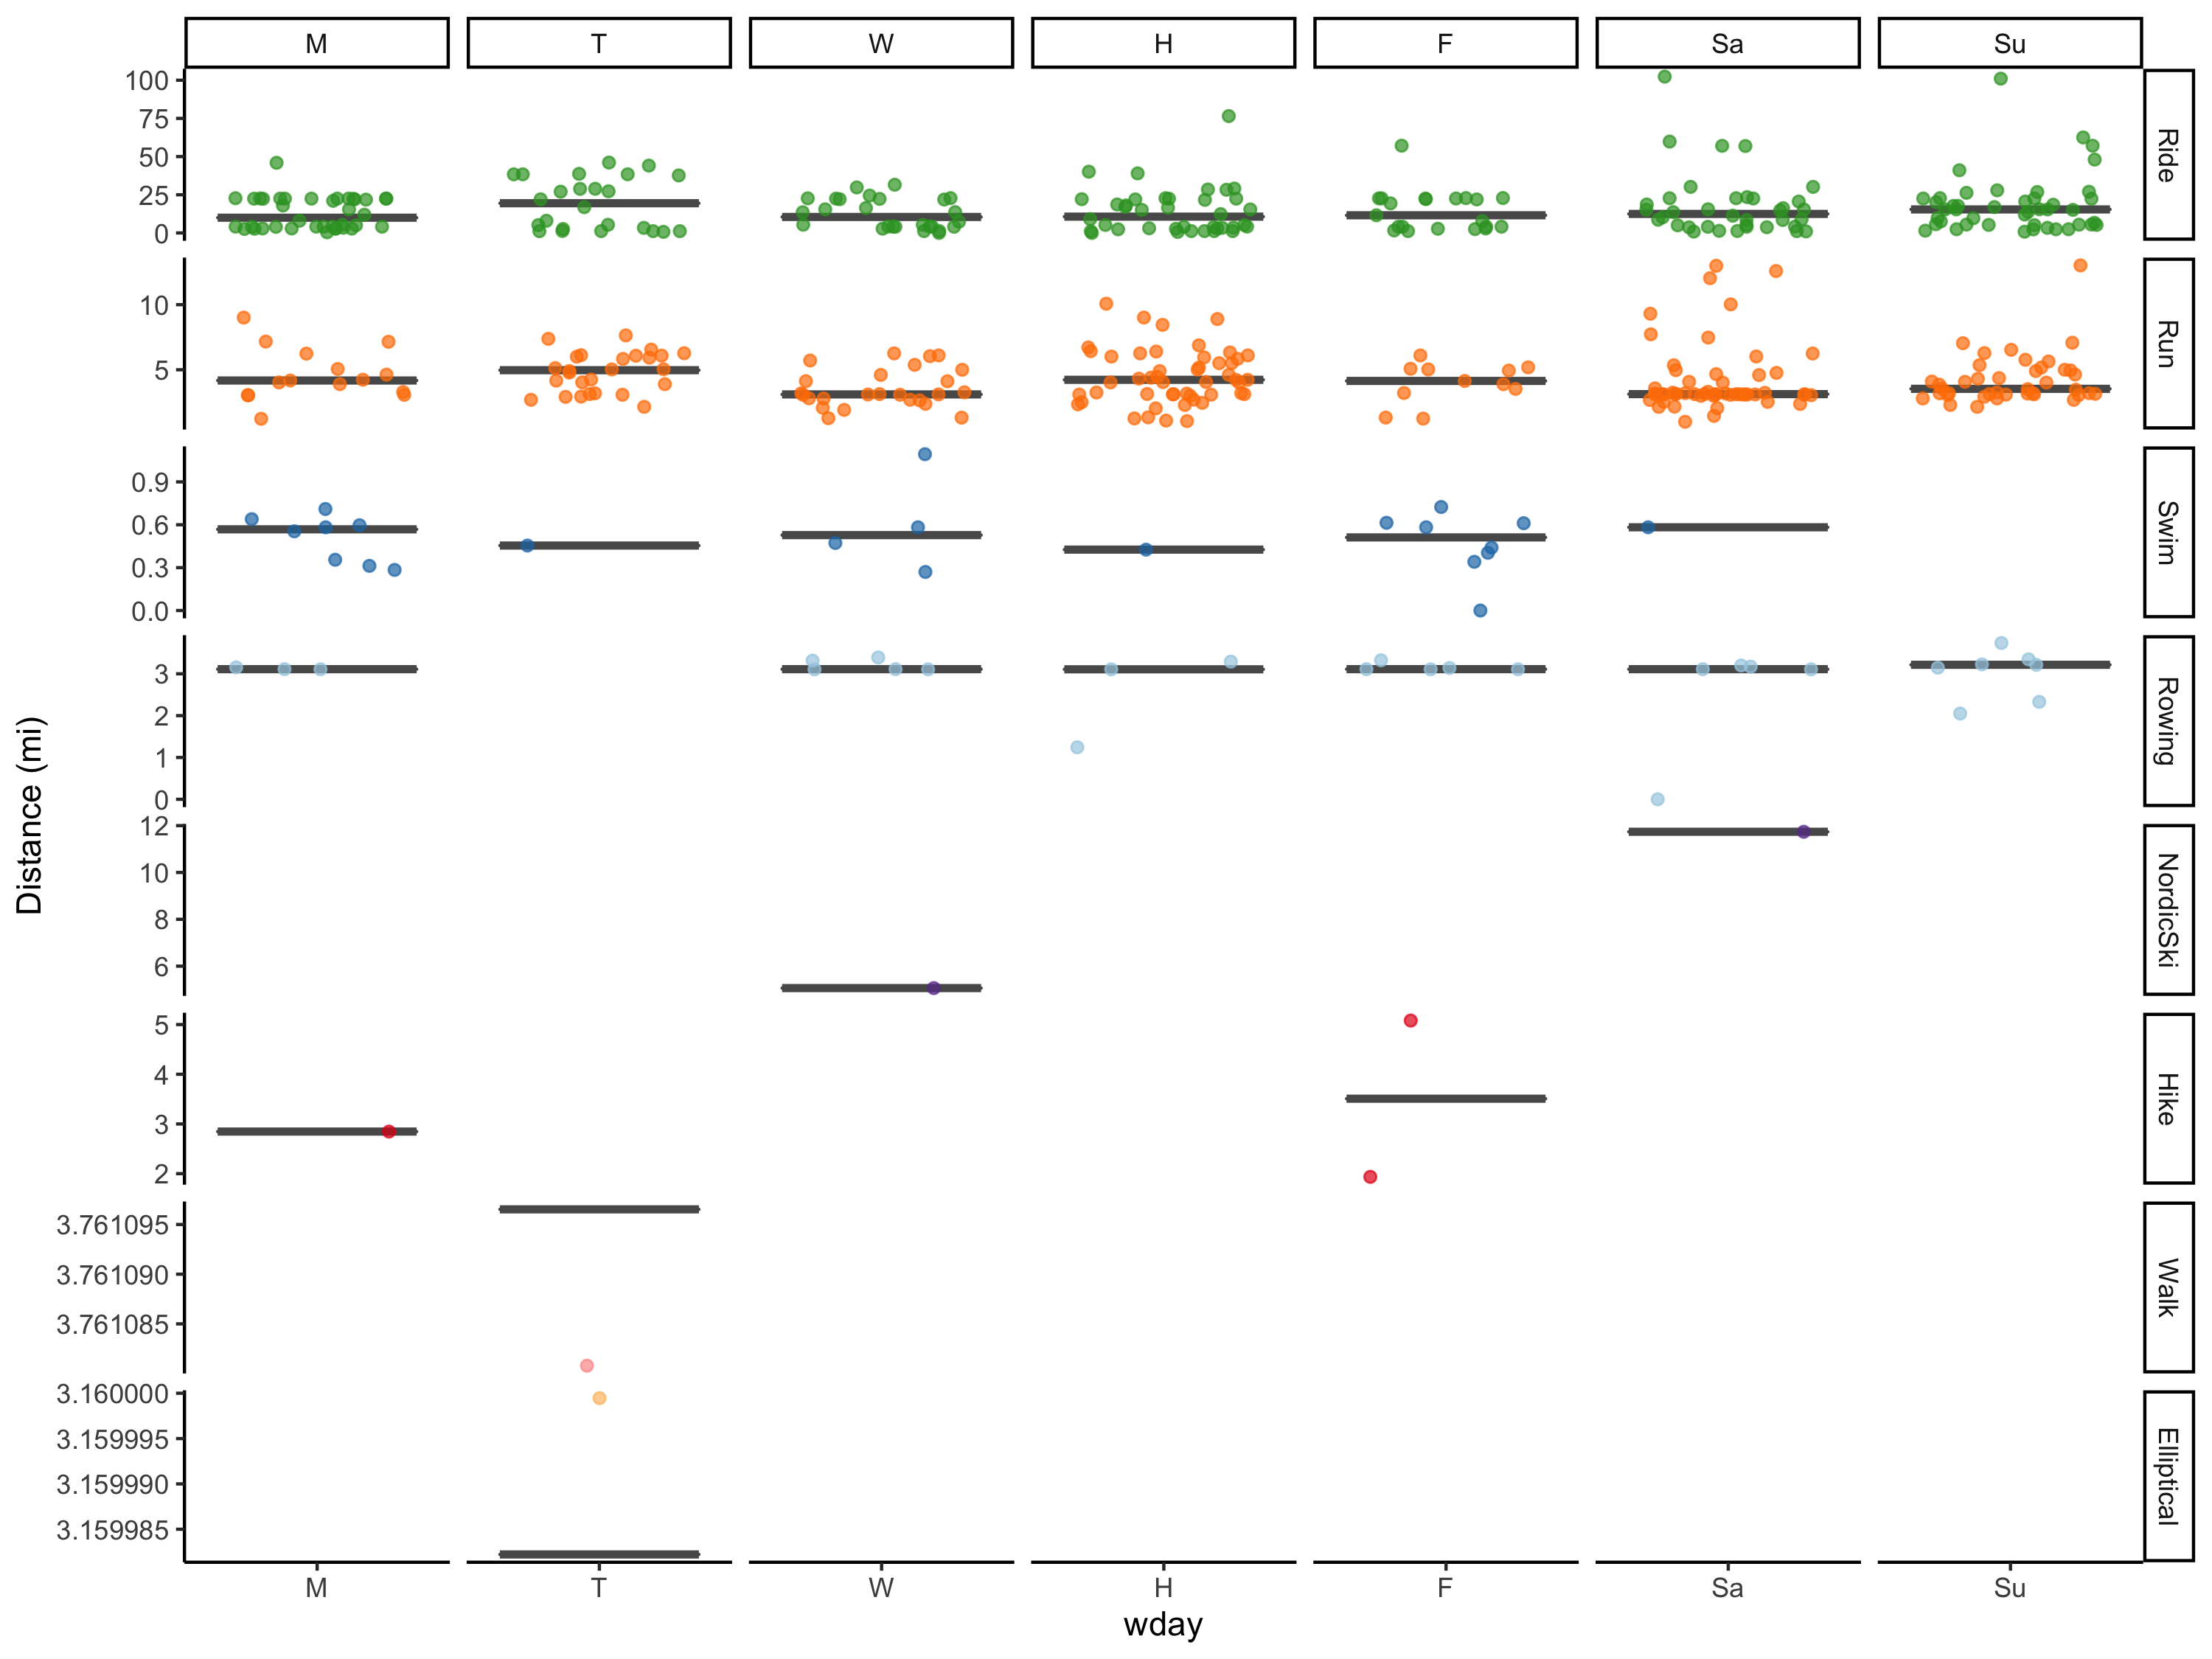 M T W H F Sa Su
100
75
50
25
0
Ride
10
5
Run
0.9
0.6
0.3
0.0
Swim
3
2
1
0
Rowing
12
10
8
6
NordicSki
5
4
3
2
Hike
3.761095
3.761090
3.761085
Walk
3.160000
3.159995
3.159990
3.159985
Elliptical
Distance (mi)
M T W H F Sa Su
wday